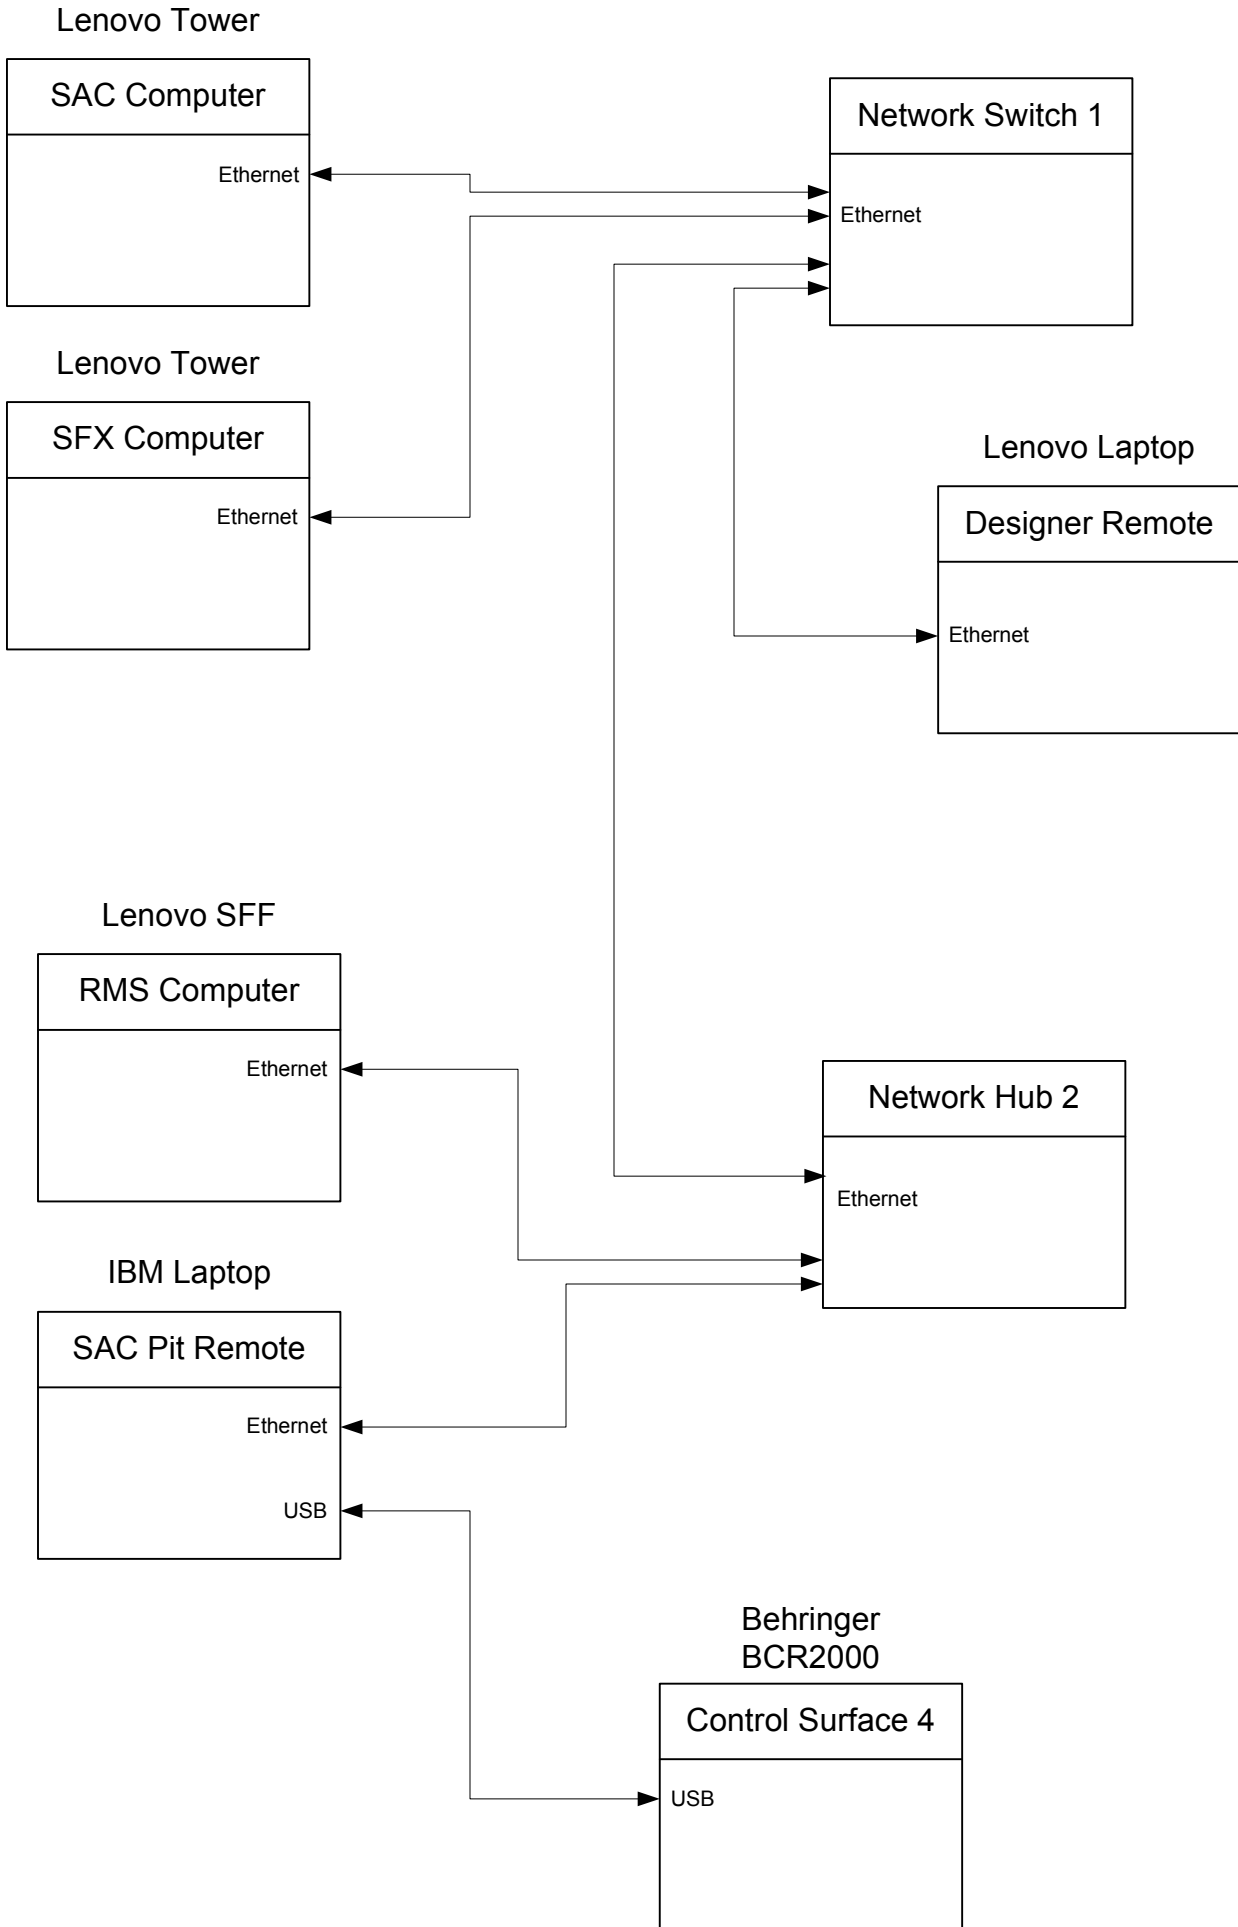 Lenovo Tower
SAC Computer
Ethernet
Network Switch 1
Ethernet
Lenovo Tower
SFX Computer
Ethernet
Lenovo Laptop
Designer Remote
Ethernet
Lenovo SFF
RMS Computer
Ethernet
Network Hub 2
Ethernet
IBM Laptop
SAC Pit Remote
Ethernet
USB
Behringer
BCR2000
Control Surface 4
USB